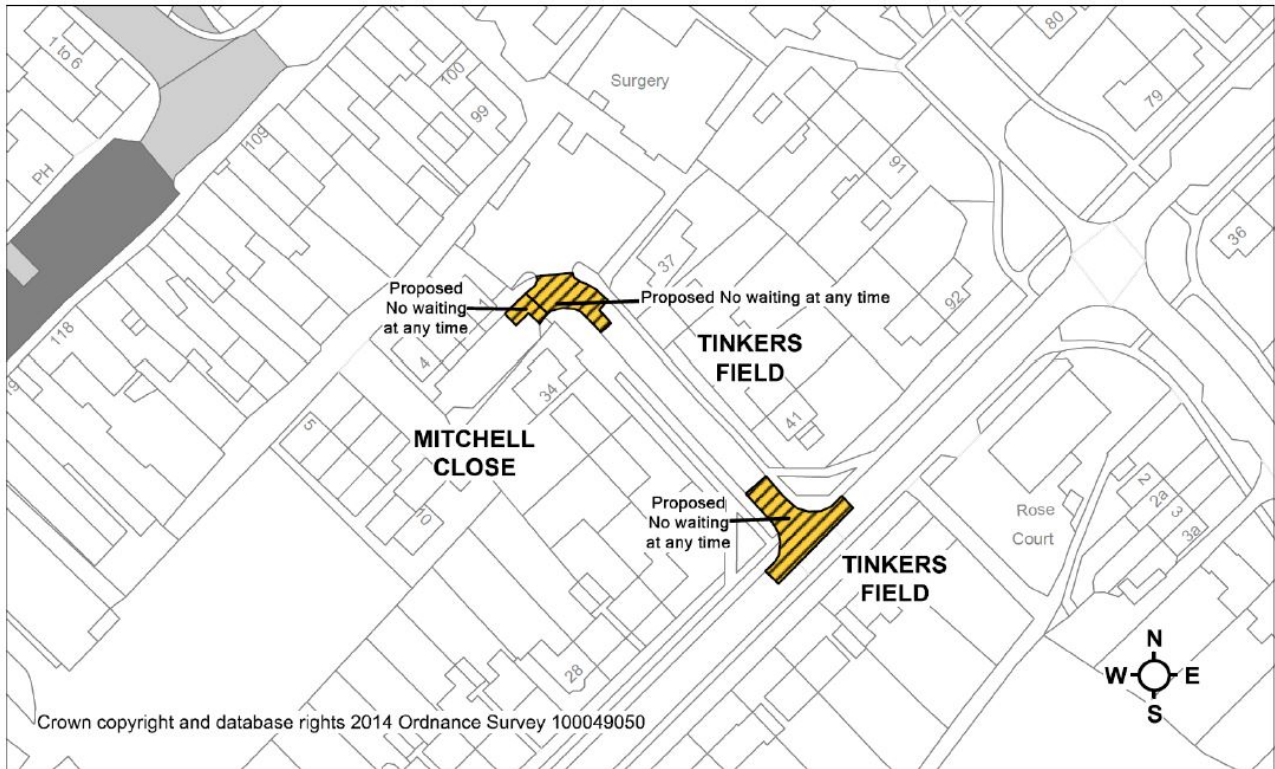 1 to 6
80
100
Surgery
79
99
109
PH
91
36
37
Proposed
No waiting
at any time
Proposed No waiting at any time
1
92
118
TINKERS
FIELD
4
34
41
5
MITCHELL
CLOSE
10
Proposed
No waiting
at any time
Rose
Court
2
2a
3
3a
TINKERS
FIELD
28
N
W E
S
Crown copyright and database rights 2014 Ordnance Survey 100049050